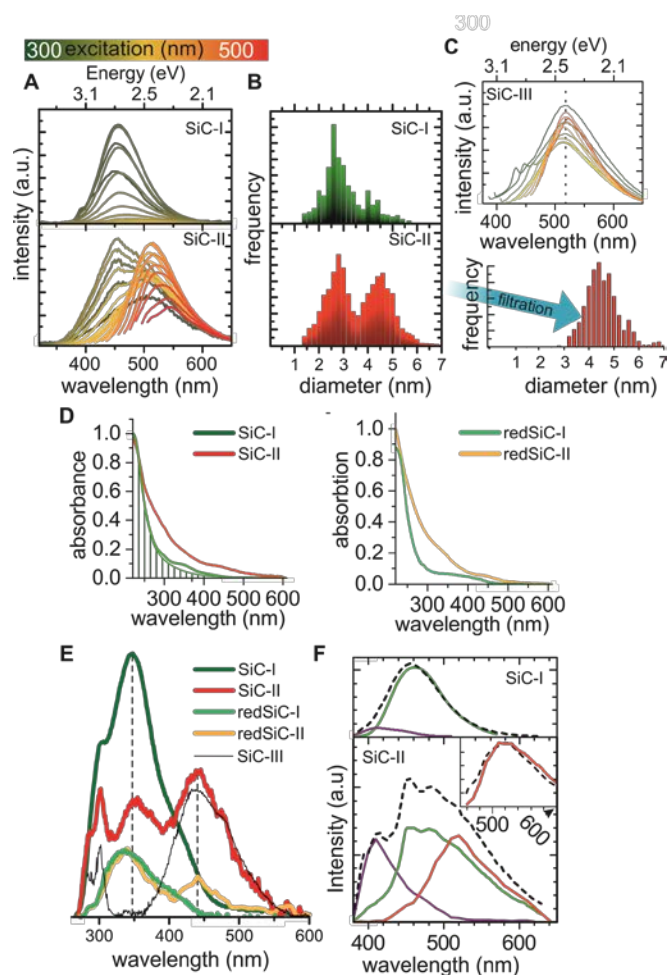 300
300 excitation (nm) 500
A
Energy (eV)
3.1 2.5 2.1
SiC-I
SiC-II
intensity (a.u.)
400 500 600
wavelength (nm)
B
SiC-I
SiC-II
frequency
1 2 3 4 5 6 7
diameter (nm)
C
energy (eV)
3.1 2.5 2.1
SiC-III
intensity (a.u.)
400 500 600
wavelength (nm)
filtration
frequency
1 2 3 4 5 6 7
diameter (nm)
D
SiC-I
SiC-II
absorbance
1.0
0.8
0.6
0.4
0.2
0.0
300 400 500 600
wavelength (nm)
redSiC-I
redSiC-II
absorbtion
1.0
0.8
0.6
0.4
0.2
0.0
300 400 500 600
wavelength (nm)
E
SiC-I
SiC-II
redSiC-I
redSiC-II
SiC-III
300 400 500 600
wavelength (nm)
F
SiC-I
SiC-II
500 600
Intensity (a.u)
400 450 500 550 600
wavelength (nm)